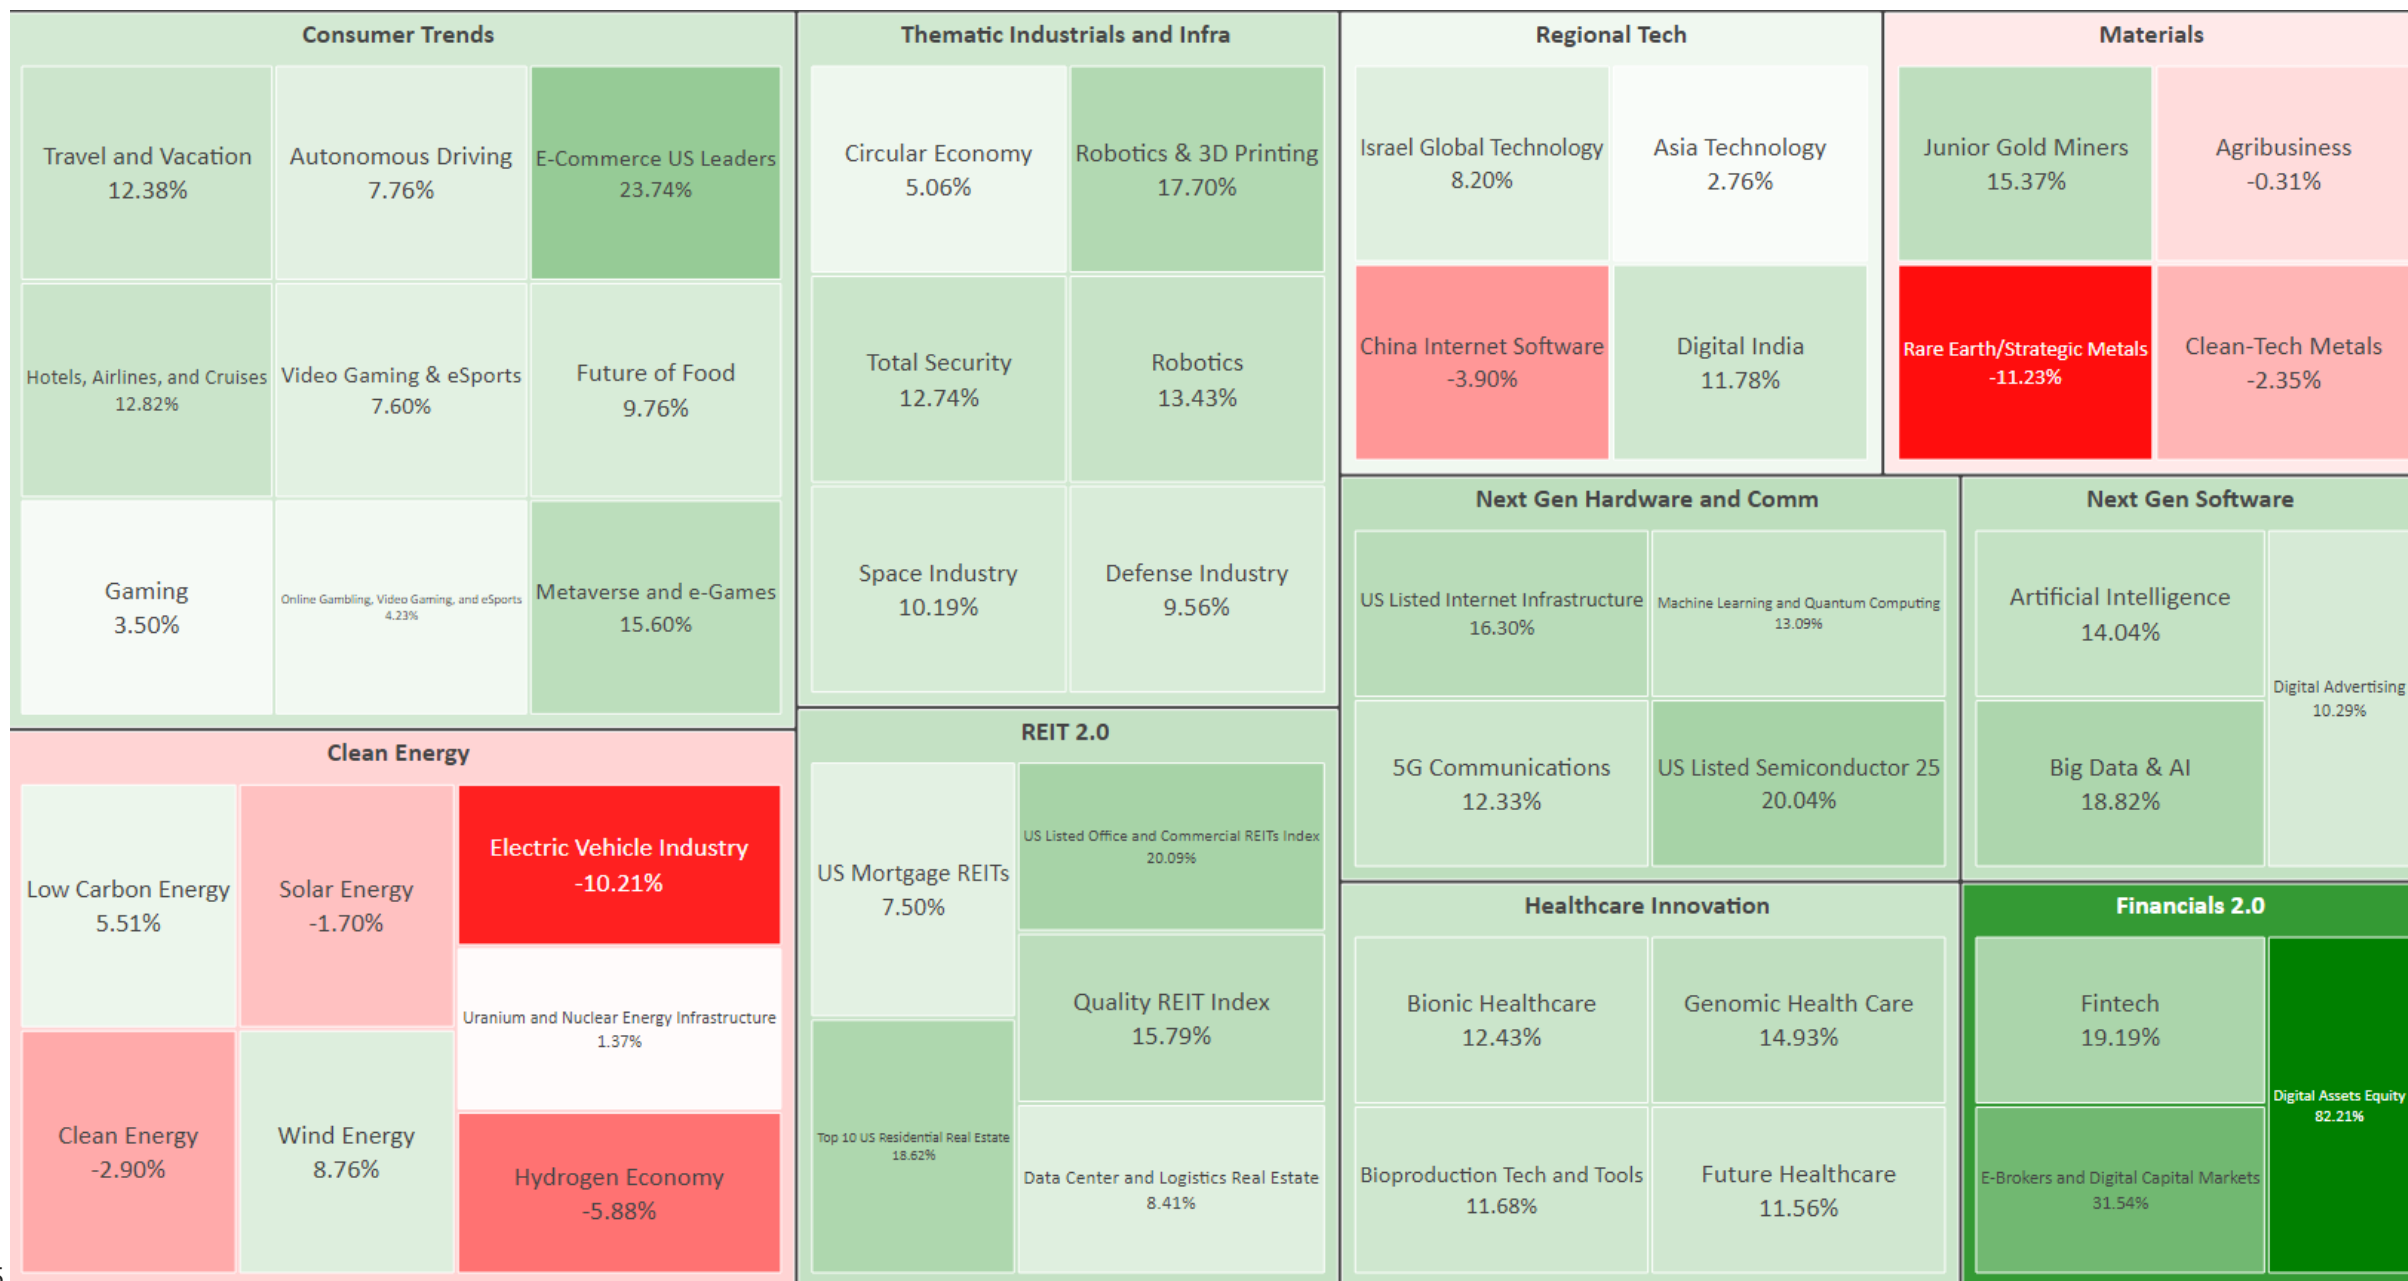 Consumer Trends
Travel and Vacation
12.38%
Autonomous Driving
7.76%
E-Commerce US Leaders
23.74%
Hotels, Airlines, and Cruises
12.82%
Video Gaming & eSports
7.60%
Future of Food
9.76%
Gaming
3.50%
Online Gambling, Video Gaming, and eSports
4.23%
Metaverse and e-Games
15.60%
Thematic Industrials and Infra
Circular Economy
5.06%
Robotics & 3D Printing
17.70%
Total Security
12.74%
Robotics
13.43%
Space Industry
10.19%
Defense Industry
9.56%
Regional Tech
Israel Global Technology
8.20%
Asia Technology
2.76%
China Internet Software
-3.90%
Digital India
11.78%
Materials
Junior Gold Miners
15.37%
Agribusiness
-0.31%
Rare Earth/Strategic Metals
-11.23%
Clean-Tech Metals
-2.35%
Next Gen Hardware and Comm
US Listed Internet Infrastructure
16.30%
Machine Learning and Quantum Computing
13.09%
5G Communications
12.33%
US Listed Semiconductor 25
20.04%
Next Gen Software
Artificial Intelligence
14.04%
Big Data & AI
18.82%
Digital Advertising
10.29%
Clean Energy
Low Carbon Energy
5.51%
Solar Energy
-1.70%
Electric Vehicle Industry
-10.21%
Uranium and Nuclear Energy Infrastructure
1.37%
Clean Energy
-2.90%
Wind Energy
8.76%
Hydrogen Economy
-5.88%
REIT 2.0
US Mortgage REITs
7.50%
US Listed Office and Commercial REITs Index
20.09%
Quality REIT Index
15.79%
Top 10 US Residential Real Estate
18.62%
Data Center and Logistics Real Estate
8.41%
Healthcare Innovation
Bionic Healthcare
12.43%
Genomic Health Care
14.93%
Bioproduction Tech and Tools
11.68%
Future Healthcare
11.56%
Financials 2.0
Fintech
19.19%
E-Brokers and Digital Capital Markets
31.54%
Digital Assets Equity
82.21%